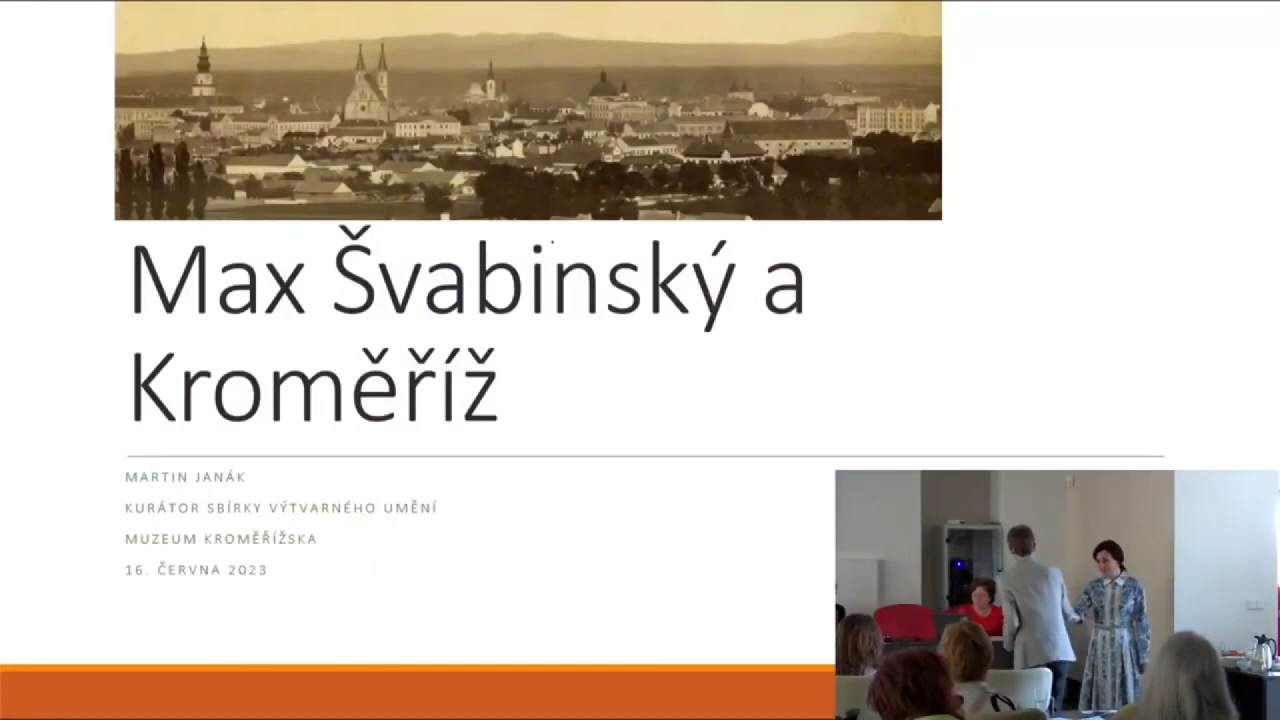 Max Švabinský a
Kroměříž
MARTIN JANÁK
KURÁTOR SBÍRKY VÝTVARNÉHO UMĚNÍ
MUZEUM KROMĚŘÍŽSKA
16. ČERVNA 2023